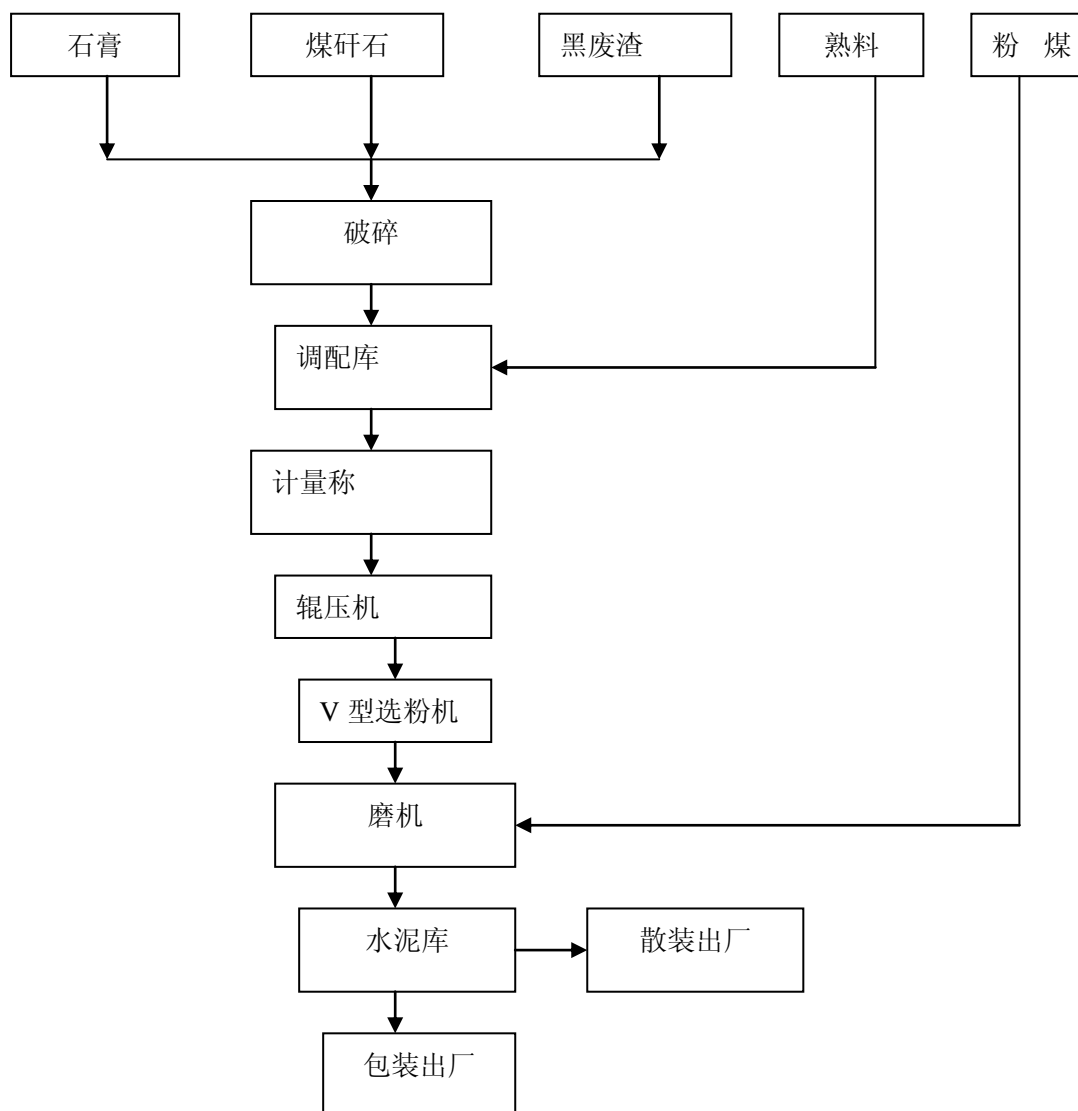 石膏
煤矸石
黑废渣
熟料
粉 煤
破碎
调配库
计量称
辊压机
V 型选粉机
磨机
水泥库
散装出厂
包装出厂